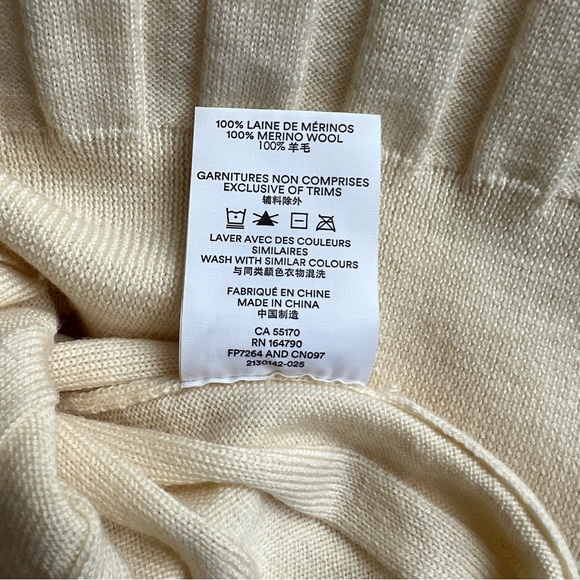 100% LAINE DE MÉRINOS
100% MERINO WOOL
100% 羊毛
GARNITURES NON COMPRISES
EXCLUSIVE OF TRIMS
辅料除外
LAVER AVEC DES COULEURS
SIMILAIRES
WASH WITH SIMILAR COLOURS
与同类颜色衣物混洗
FABRIQUÉ EN CHINE
MADE IN CHINA
中国制造
CA 55170
RN 164790
FP7264 AND CN097
2130142-025